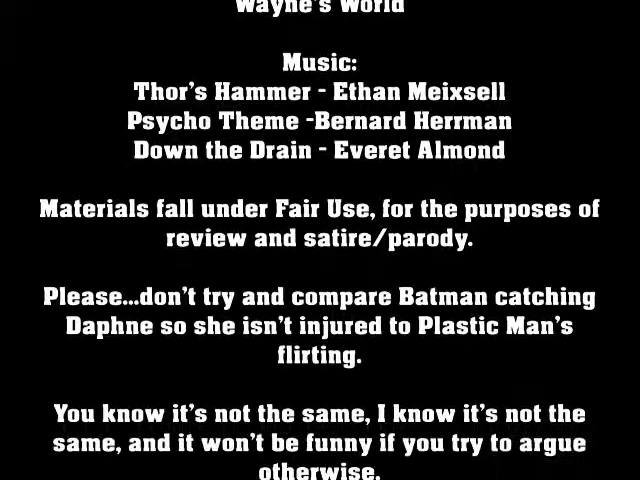 Wayne's World
Music:
Thor's Hammer - Ethan Meixsell
Psycho Theme -Bernard Herrman
Down the Drain - Everet Almond
Materials fall under Fair Use, for the purposes of
review and satire/parody.
Please...don't try and compare Batman catching
Daphne so she isn't injured to Plastic Man's
flirting.
You know it's not the same, I know it's not the
same, and it won't be funny if you try to argue
otherwise.